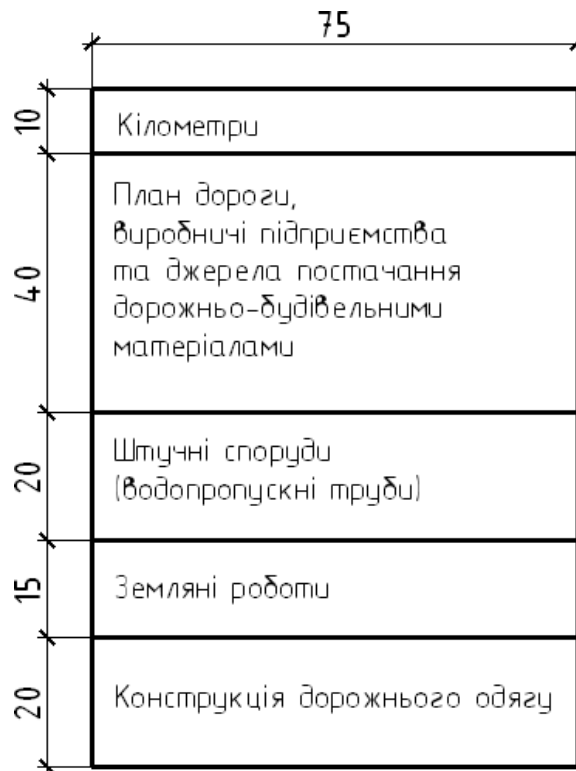 75
10
Кілометри
40
План дороги,
виробничі підприємства
та джерела постачання
дорожньо-будівельними
матеріалами
20
Штучні споруди
(водопропускні труби)
15
Земляні роботи
20
Конструкція дорожнього одягу